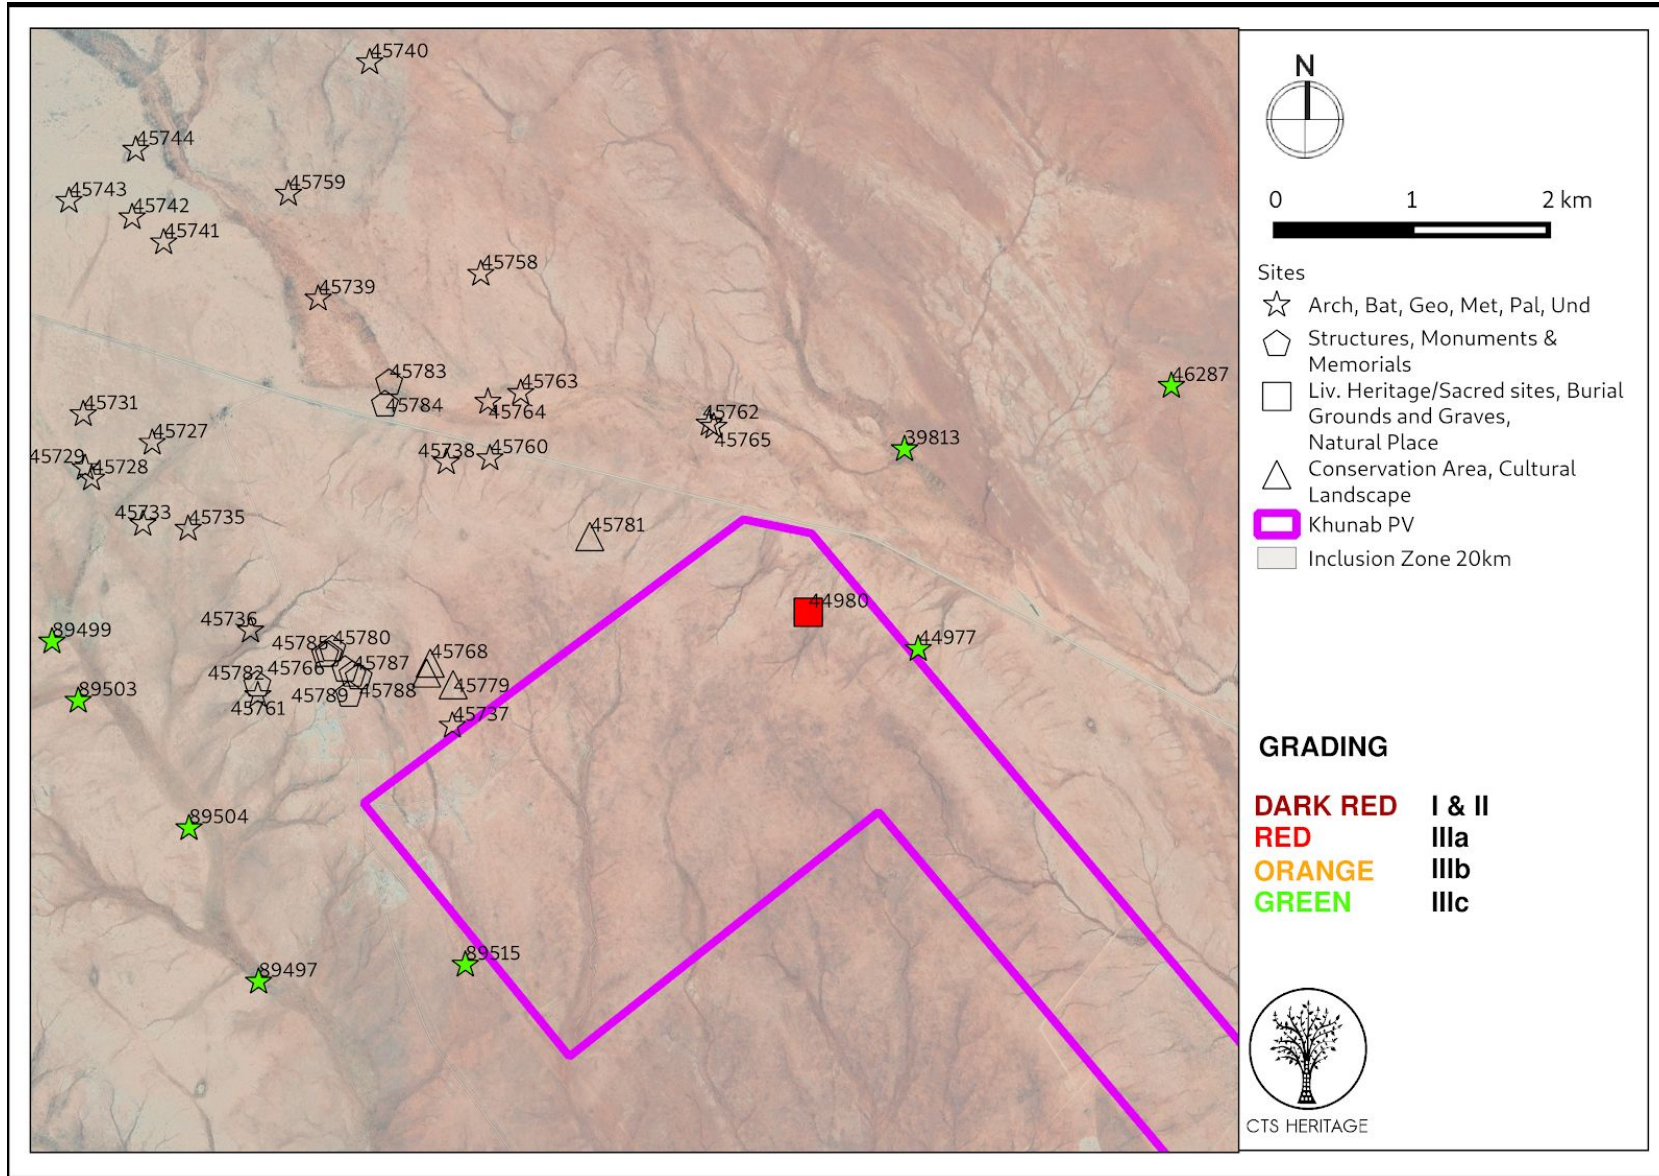 45740
45744
45759
45743
45742
45741
45758
45739
45783
45763
46287
45784
45764
45762
45731
45765
45727
39813
45729
45728
45738
45760
45733
45735
45781
44980
45736
89499
45785
45780
44977
45768
45782
45766
45787
89503
45789
45788
45779
45761
45737
89504
89515
89497
N
0 1 2 km
Sites
Arch, Bat, Geo, Met, Pal, Und
Structures, Monuments &
Memorials
Liv. Heritage/Sacred sites, Burial
Grounds and Graves,
Natural Place
Conservation Area, Cultural
Landscape
Khunab PV
Inclusion Zone 20km
GRADING
DARK RED I & II
RED IIIa
ORANGE IIIb
GREEN IIIc
CTS HERITAGE